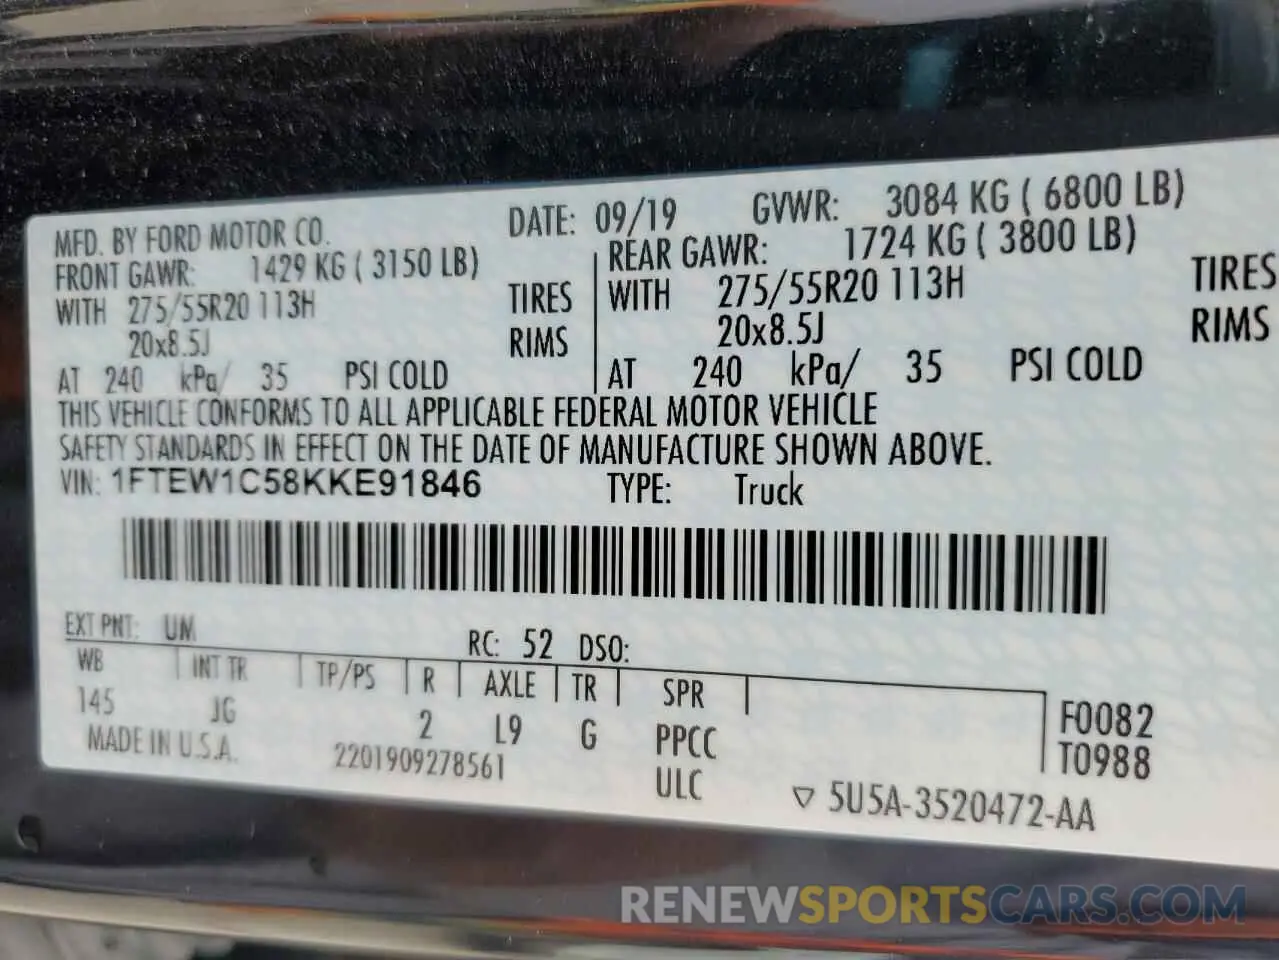 MFD. BY FORD MOTOR CO. DATE: 09/19 GVWR: 3084 KG ( 6800 LB)
FRONT GAWR: 1429 KG ( 3150 LB) REAR GAWR: 1724 KG ( 3800 LB)
WITH 275/55R20 113H TIRES WITH 275/55R20 113H TIRES
20x8.5J RIMS 20x8.5J RIMS
AT 240 kPa/ 35 PSI COLD AT 240 kPa/ 35 PSI COLD
THIS VEHICLE CONFORMS TO ALL APPLICABLE FEDERAL MOTOR VEHICLE
SAFETY STANDARDS IN EFFECT ON THE DATE OF MANUFACTURE SHOWN ABOVE.
VIN: 1FTEW1C58KKE91846 TYPE: Truck
EXT PNT: UM RC: 52 DSO:
WB INT TR TP/PS R AXLE TR SPR
145 JG 2 L9 G PPCC F0082
ULC T0988
MADE IN U.S.A. 2201909278561
▽ 5U5A-3520472-AA
RENEWSPORTSCARS.COM